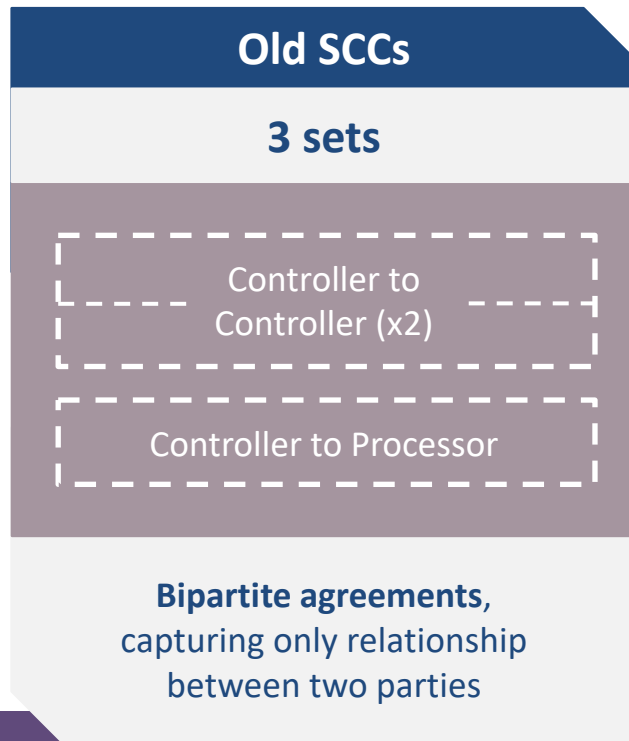 Old SCCs
3 sets
Controller to
Controller (x2)
Controller to Processor
Bipartite agreements,
capturing only relationship
between two parties